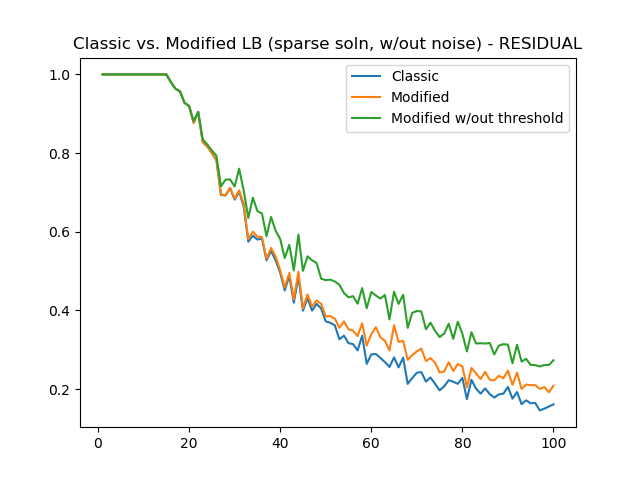 Classic vs. Modified LB (sparse soln, w/out noise) - RESIDUAL
Classic
Modified
Modified w/out threshold
1.0
0.8
0.6
0.4
0.2
0 20 40 60 80 100